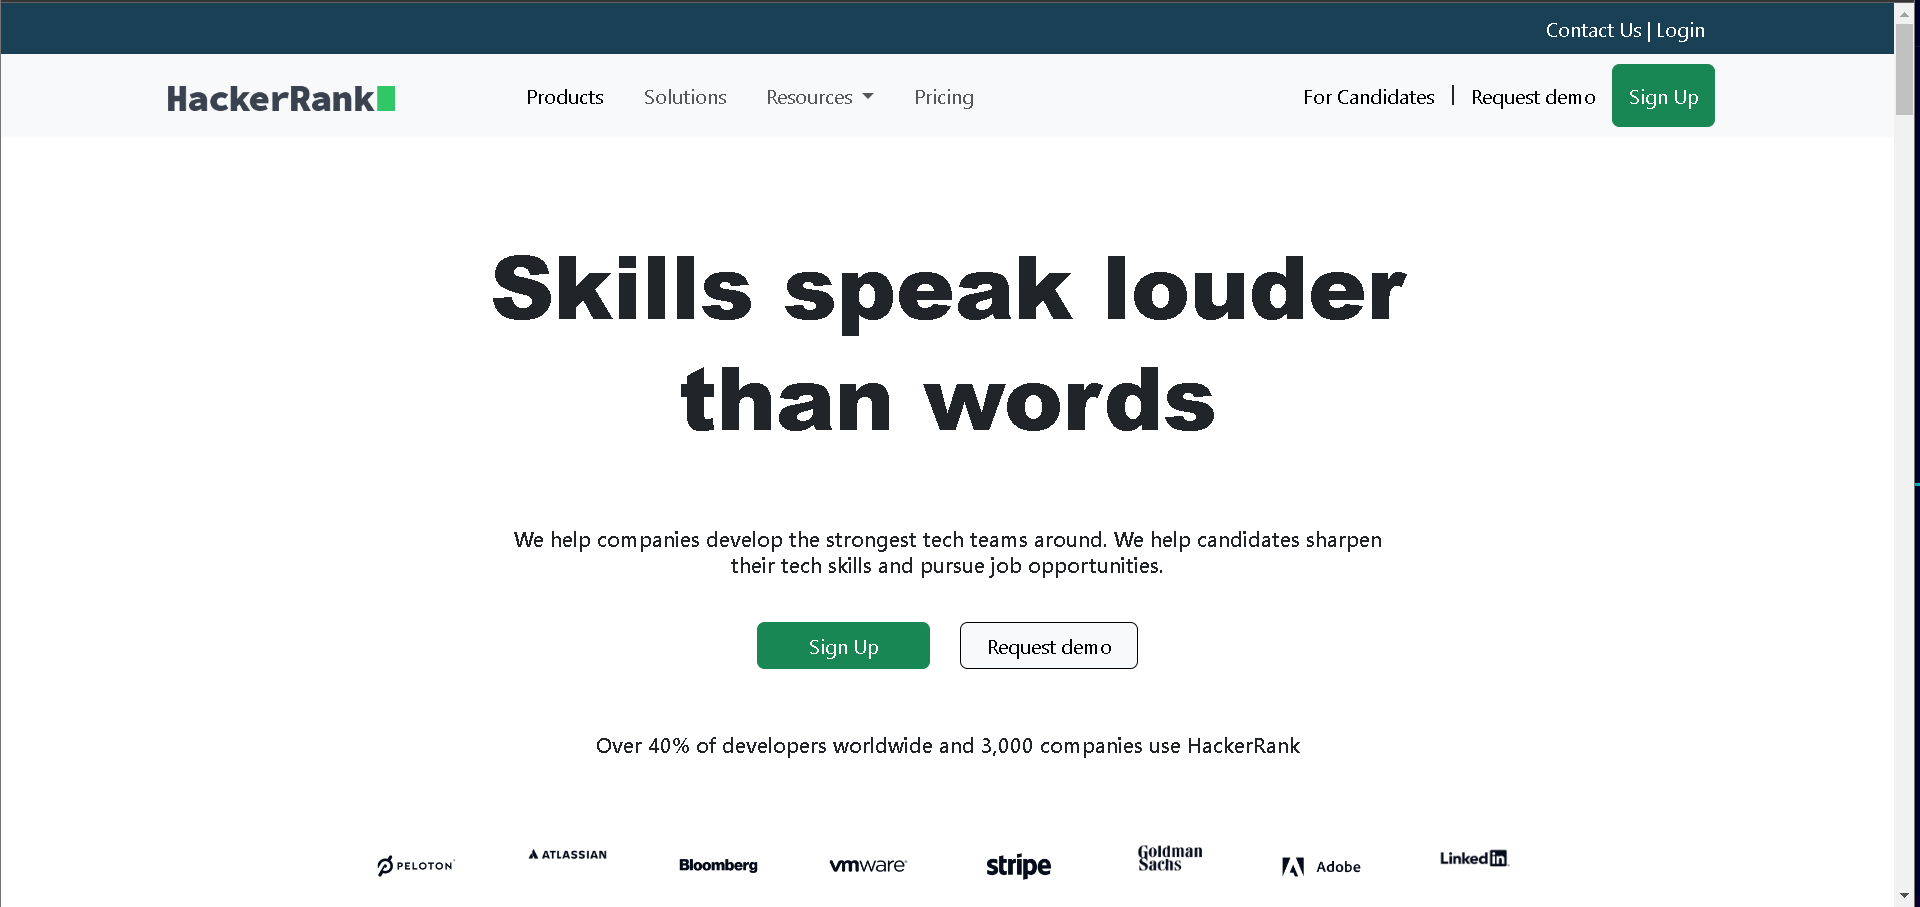 Contact Us | Login
HackerRank
Products Solutions Resources Pricing
For Candidates | Request demo Sign Up
Skills speak louder
than words
We help companies develop the strongest tech teams around. We help candidates sharpen
their tech skills and pursue job opportunities.
Sign Up Request demo
Over 40% of developers worldwide and 3,000 companies use HackerRank
PELOTON ATLASSIAN Bloomberg vmware stripe Goldman Sachs Adobe Linkedin